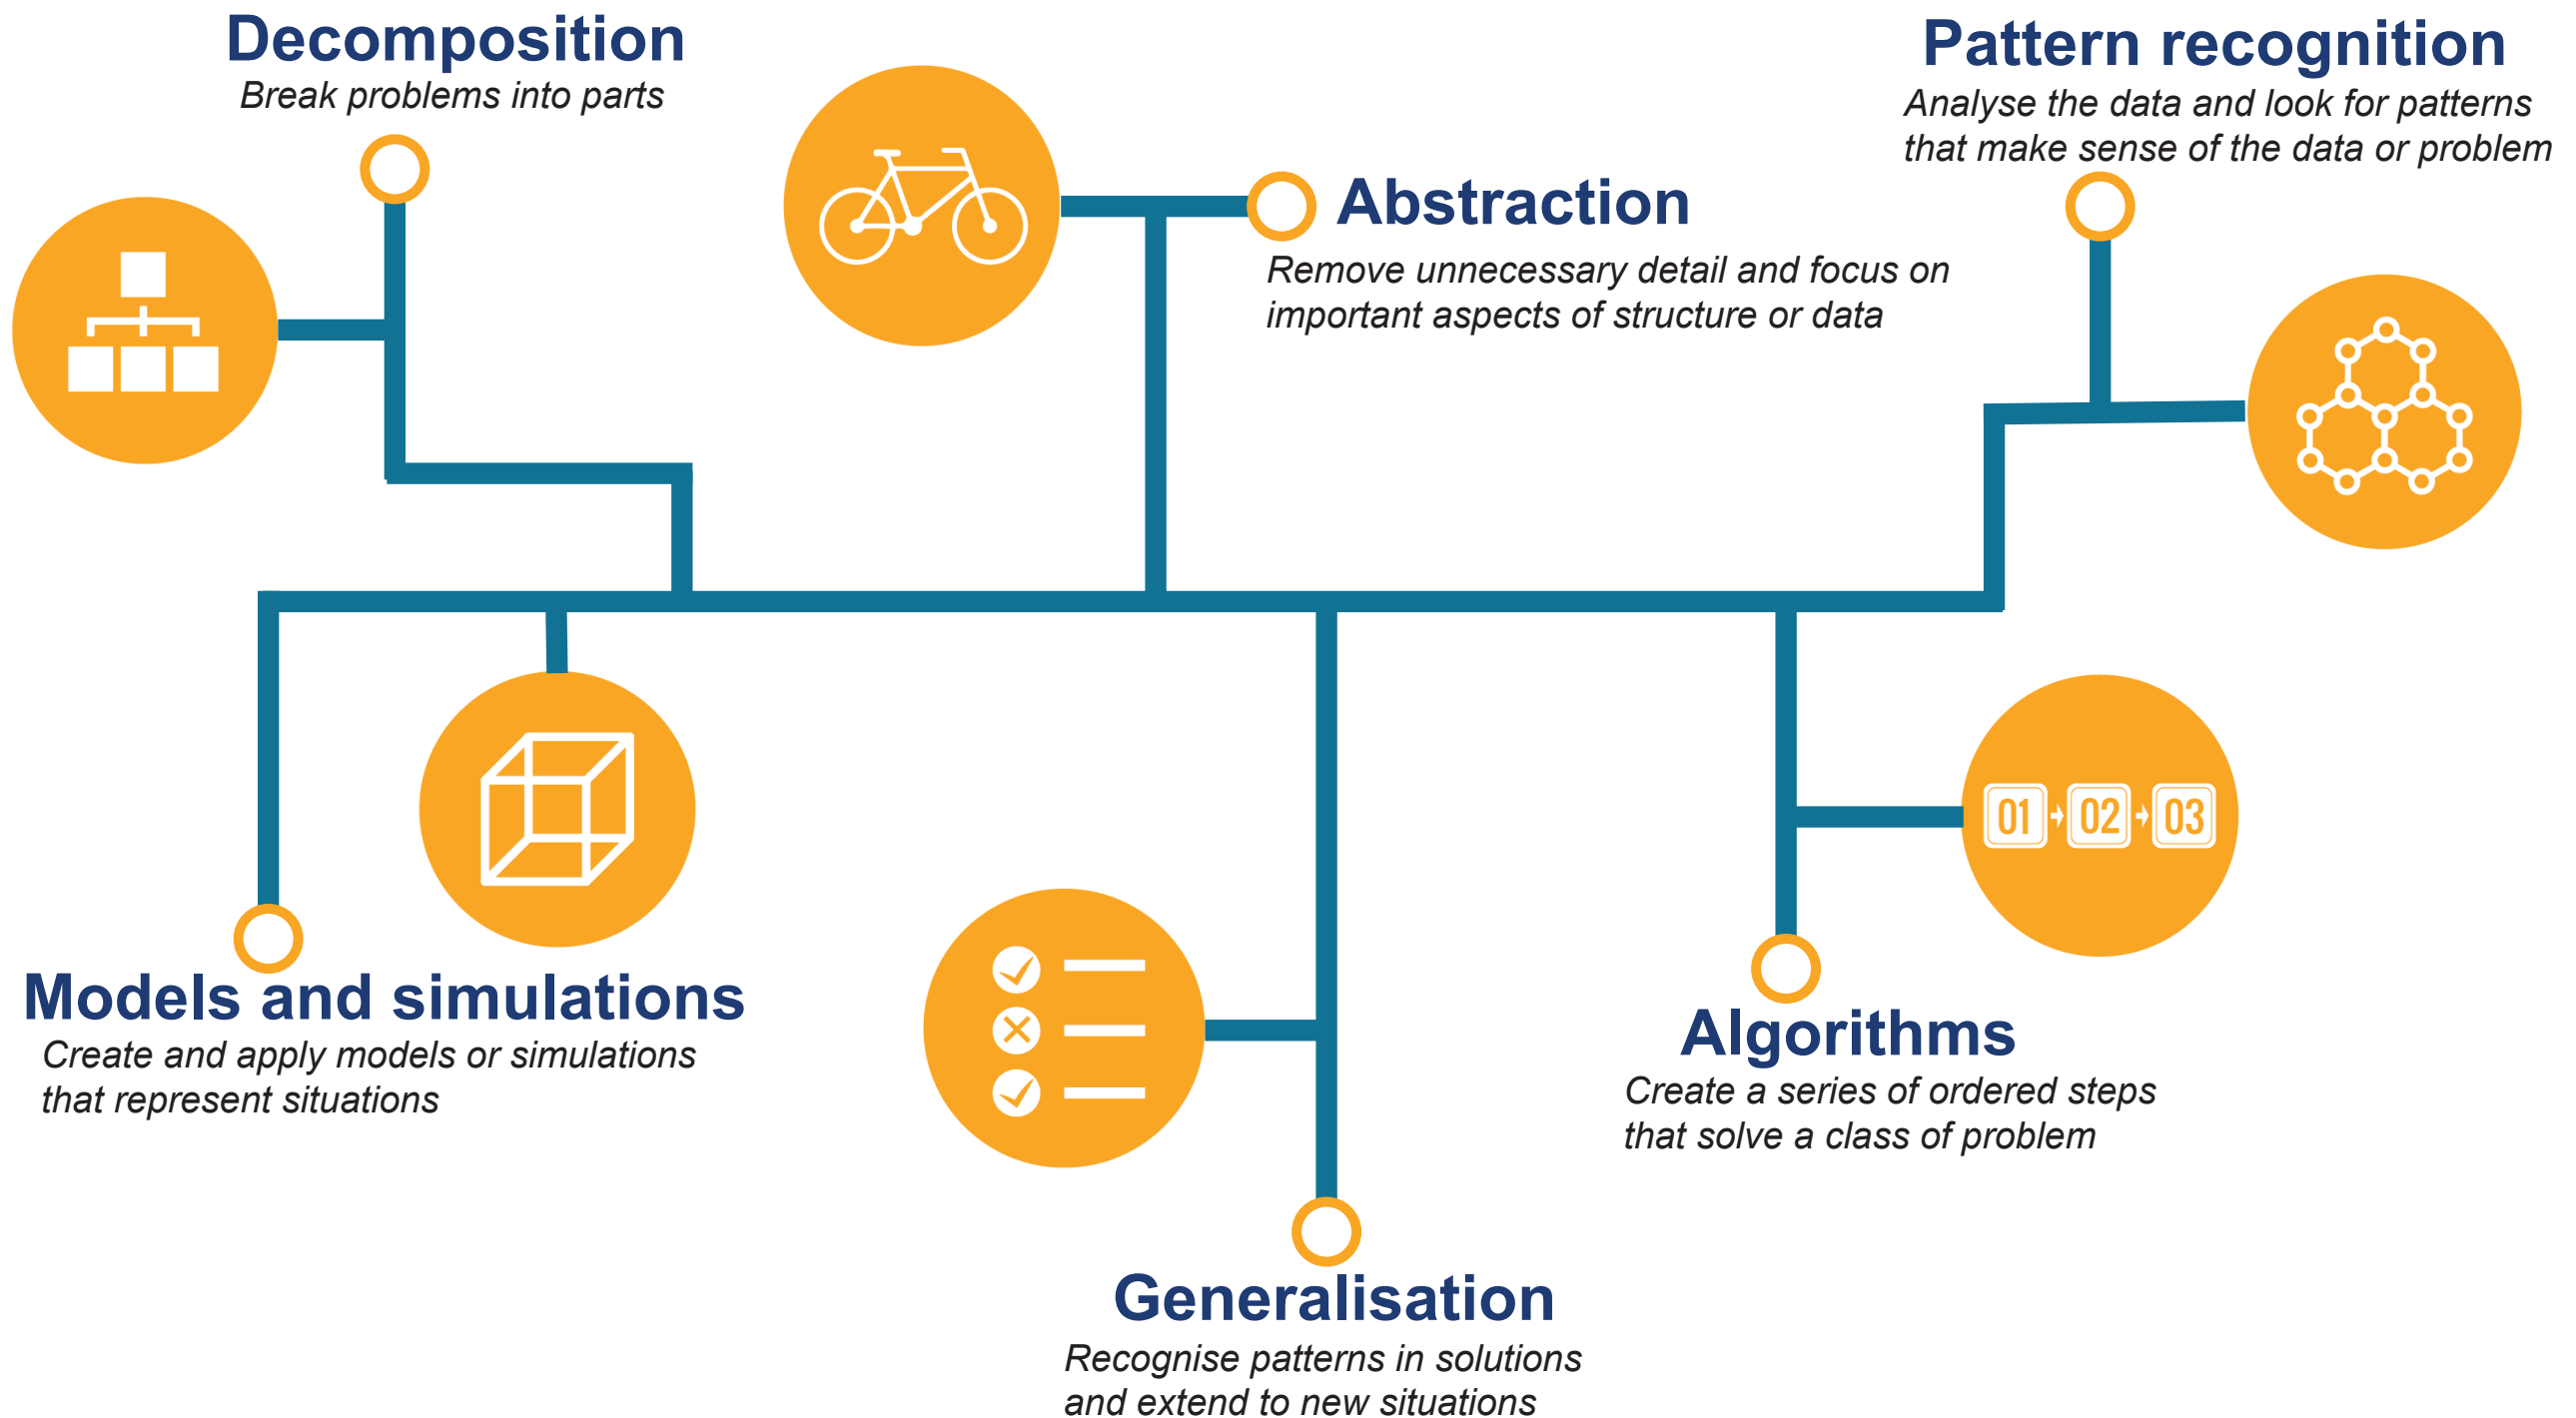 Decomposition
Break problems into parts
Abstraction
Remove unnecessary detail and focus on
important aspects of structure or data
Pattern recognition
Analyse the data and look for patterns
that make sense of the data or problem
Models and simulations
Create and apply models or simulations
that represent situations
Generalisation
Recognise patterns in solutions
and extend to new situations
01 02 03
Algorithms
Create a series of ordered steps
that solve a class of problem